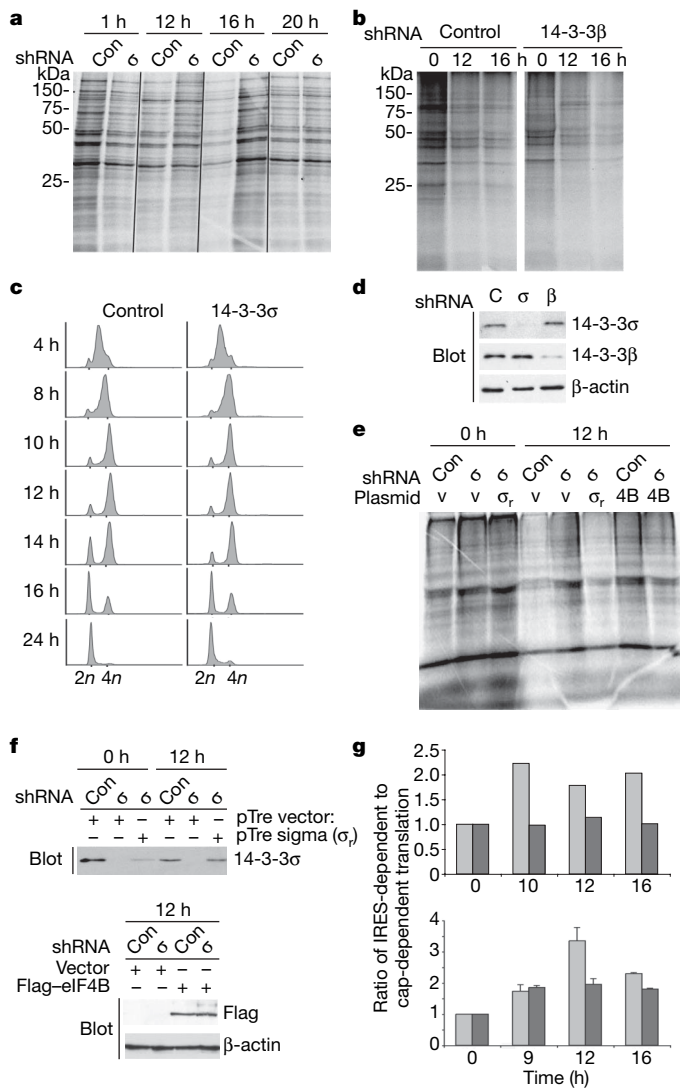 a
1 h 12 h 16 h 20 h
shRNA Con σ Con σ Con σ Con σ
kDa
150-
75-
50-
25-
b
shRNA Control 14-3-3β
0 12 16 h 0 12 16 h
kDa
150-
75-
50-
25-
c
Control 14-3-3σ
4 h
8 h
10 h
12 h
14 h
16 h
24 h
2n 4n 2n 4n
d
shRNA C σ β
14-3-3σ
Blot 14-3-3β
β-actin
e
0 h 12 h
shRNA Con σ σ Con σ σ Con σ
Plasmid v v σr v v σr 4B 4B
f
0 h 12 h
shRNA Con σ σ Con σ σ
+ + − + + − pTre vector:
− − + − − + pTre sigma (σr)
Blot 14-3-3σ
12 h
shRNA Con σ Con σ
Vector + + − −
Flag–eIF4B − − + +
Flag
Blot
β-actin
g
Ratio of IRES-dependent to
cap-dependent translation
2.5
2.0
1.5
1.0
0.5
0
0 10 12 16
4
3
2
1
0
0 9 12 16
Time (h)